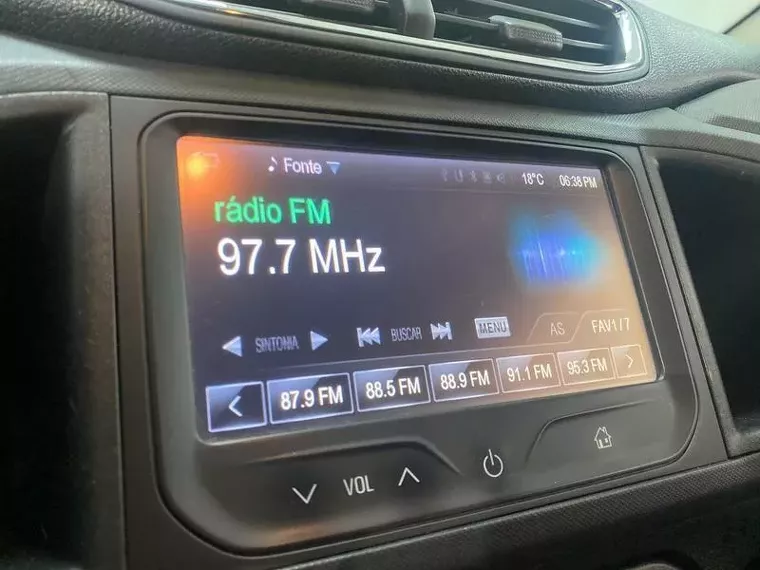 Fonte 18°C 06:38 PM
rádio FM
97.7 MHz
SINTONIA BUSCAR MENU AS FAV1/7
87.9 FM 88.5 FM 88.9 FM 91.1 FM 95.3 FM
VOL